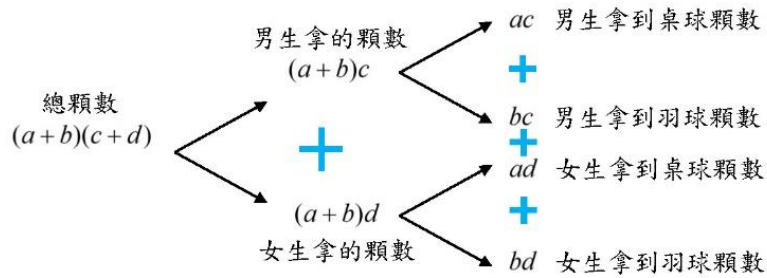 總顆數
(a+b)(c+d)
男生拿的顆數
(a+b)c
+
(a+b)d
女生拿的顆數
ac 男生拿到桌球顆數
+
bc 男生拿到羽球顆數
+
ad 女生拿到桌球顆數
+
bd 女生拿到羽球顆數